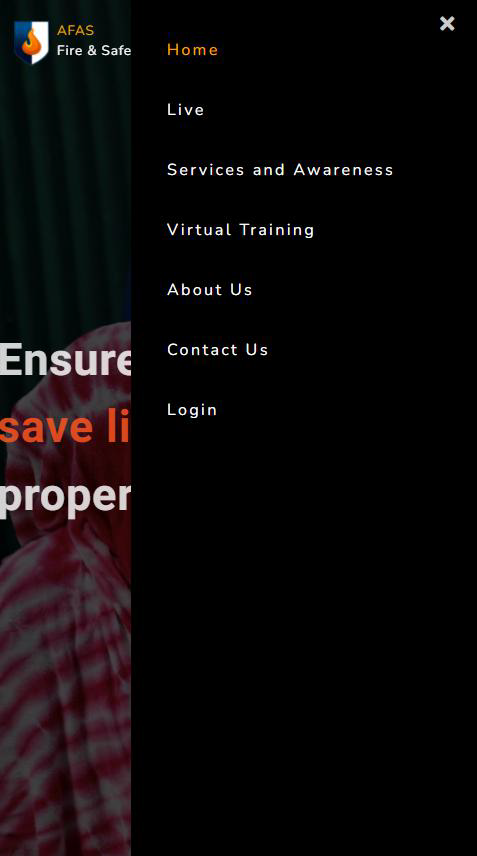 AFAS
Fire & Safe
Home
Live
Services and Awareness
Virtual Training
About Us
Contact Us
Login
Ensure
save li
proper